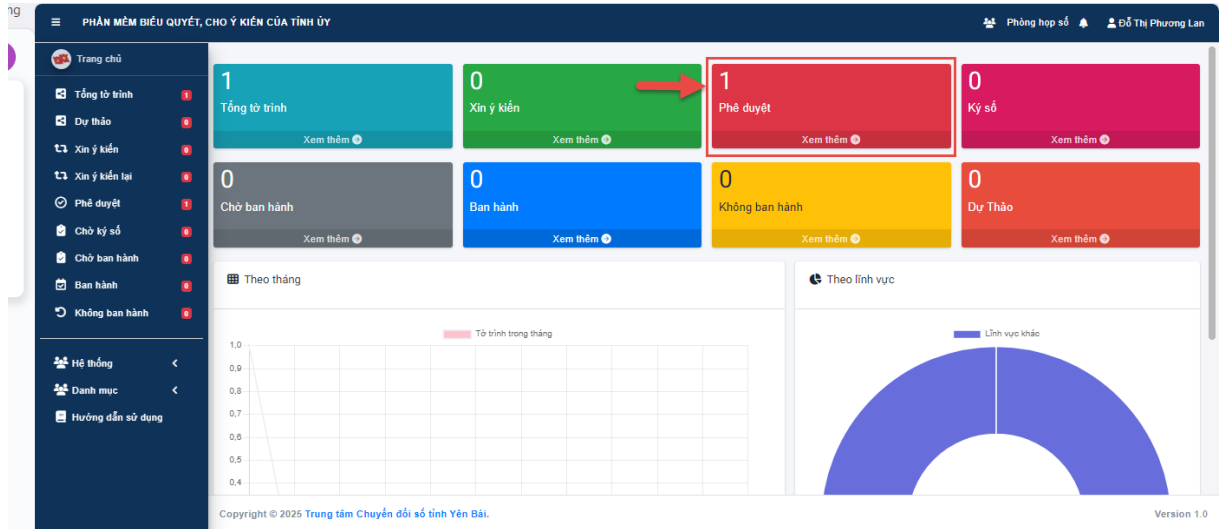 ng
PHẦN MỀM BIỂU QUYẾT, CHO Ý KIẾN CỦA TỈNH ỦY
Phòng họp số
Đỗ Thị Phương Lan
Trang chủ
Tổng tờ trình 1
Dự thảo 0
Xin ý kiến 0
Xin ý kiến lại 0
Phê duyệt 1
Chờ ký số 0
Chờ ban hành 0
Ban hành 0
Không ban hành 0
Hệ thống
Danh mục
Hướng dẫn sử dụng
1
Tổng tờ trình
Xem thêm
0
Xin ý kiến
Xem thêm
1
Phê duyệt
Xem thêm
0
Ký số
Xem thêm
0
Chờ ban hành
Xem thêm
0
Ban hành
Xem thêm
0
Không ban hành
Xem thêm
0
Dự Thảo
Xem thêm
Theo tháng
Tờ trình trong tháng
1,0
0,9
0,8
0,7
0,6
0,5
0,4
Theo lĩnh vực
Lĩnh vực khác
Copyright © 2025 Trung tâm Chuyển đổi số tỉnh Yên Bái.
Version 1.0